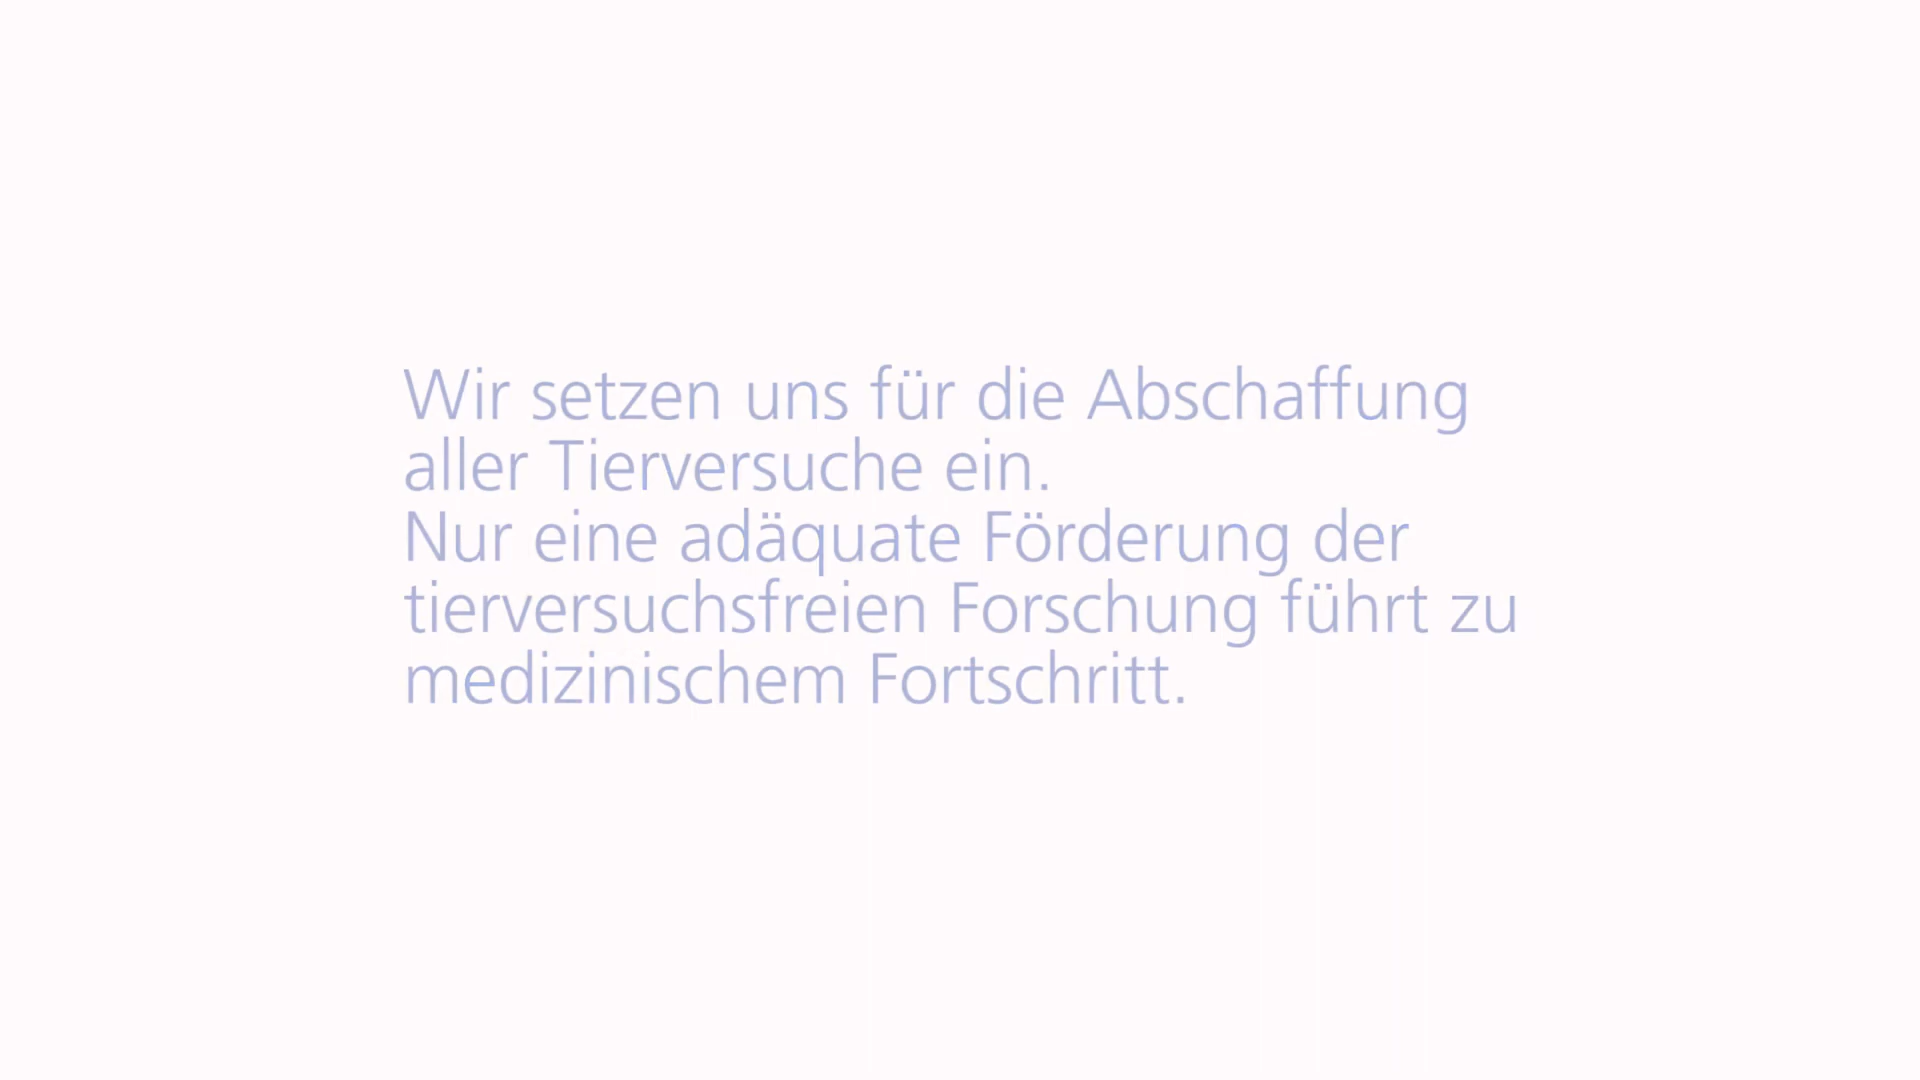 Wir setzen uns für die Abschaffung
aller Tierversuche ein.
Nur eine adäquate Förderung der
tierversuchsfreien Forschung führt zu
medizinischem Fortschritt.